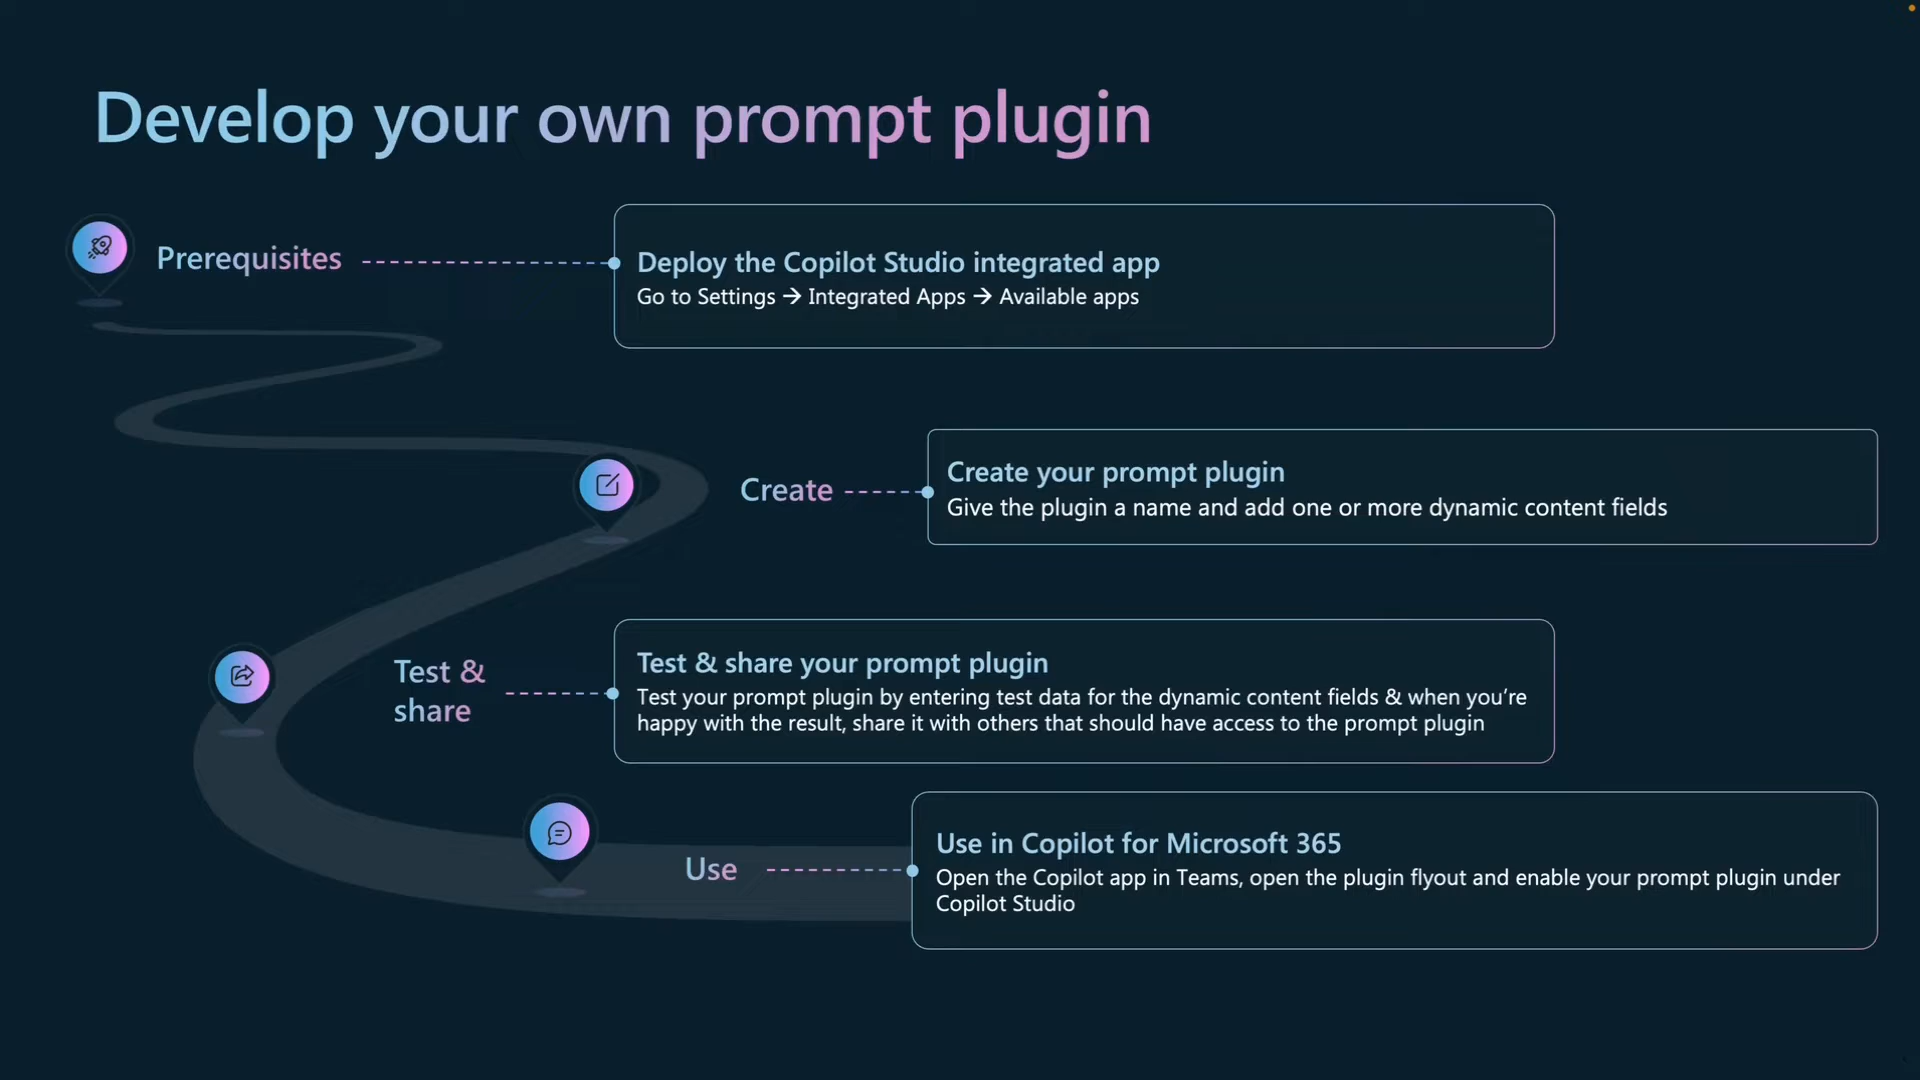 Develop your own prompt plugin
Prerequisites
Deploy the Copilot Studio integrated app
Go to Settings → Integrated Apps → Available apps
Create
Create your prompt plugin
Give the plugin a name and add one or more dynamic content fields
Test &
share
Test & share your prompt plugin
Test your prompt plugin by entering test data for the dynamic content fields & when you’re
happy with the result, share it with others that should have access to the prompt plugin
Use
Use in Copilot for Microsoft 365
Open the Copilot app in Teams, open the plugin flyout and enable your prompt plugin under
Copilot Studio